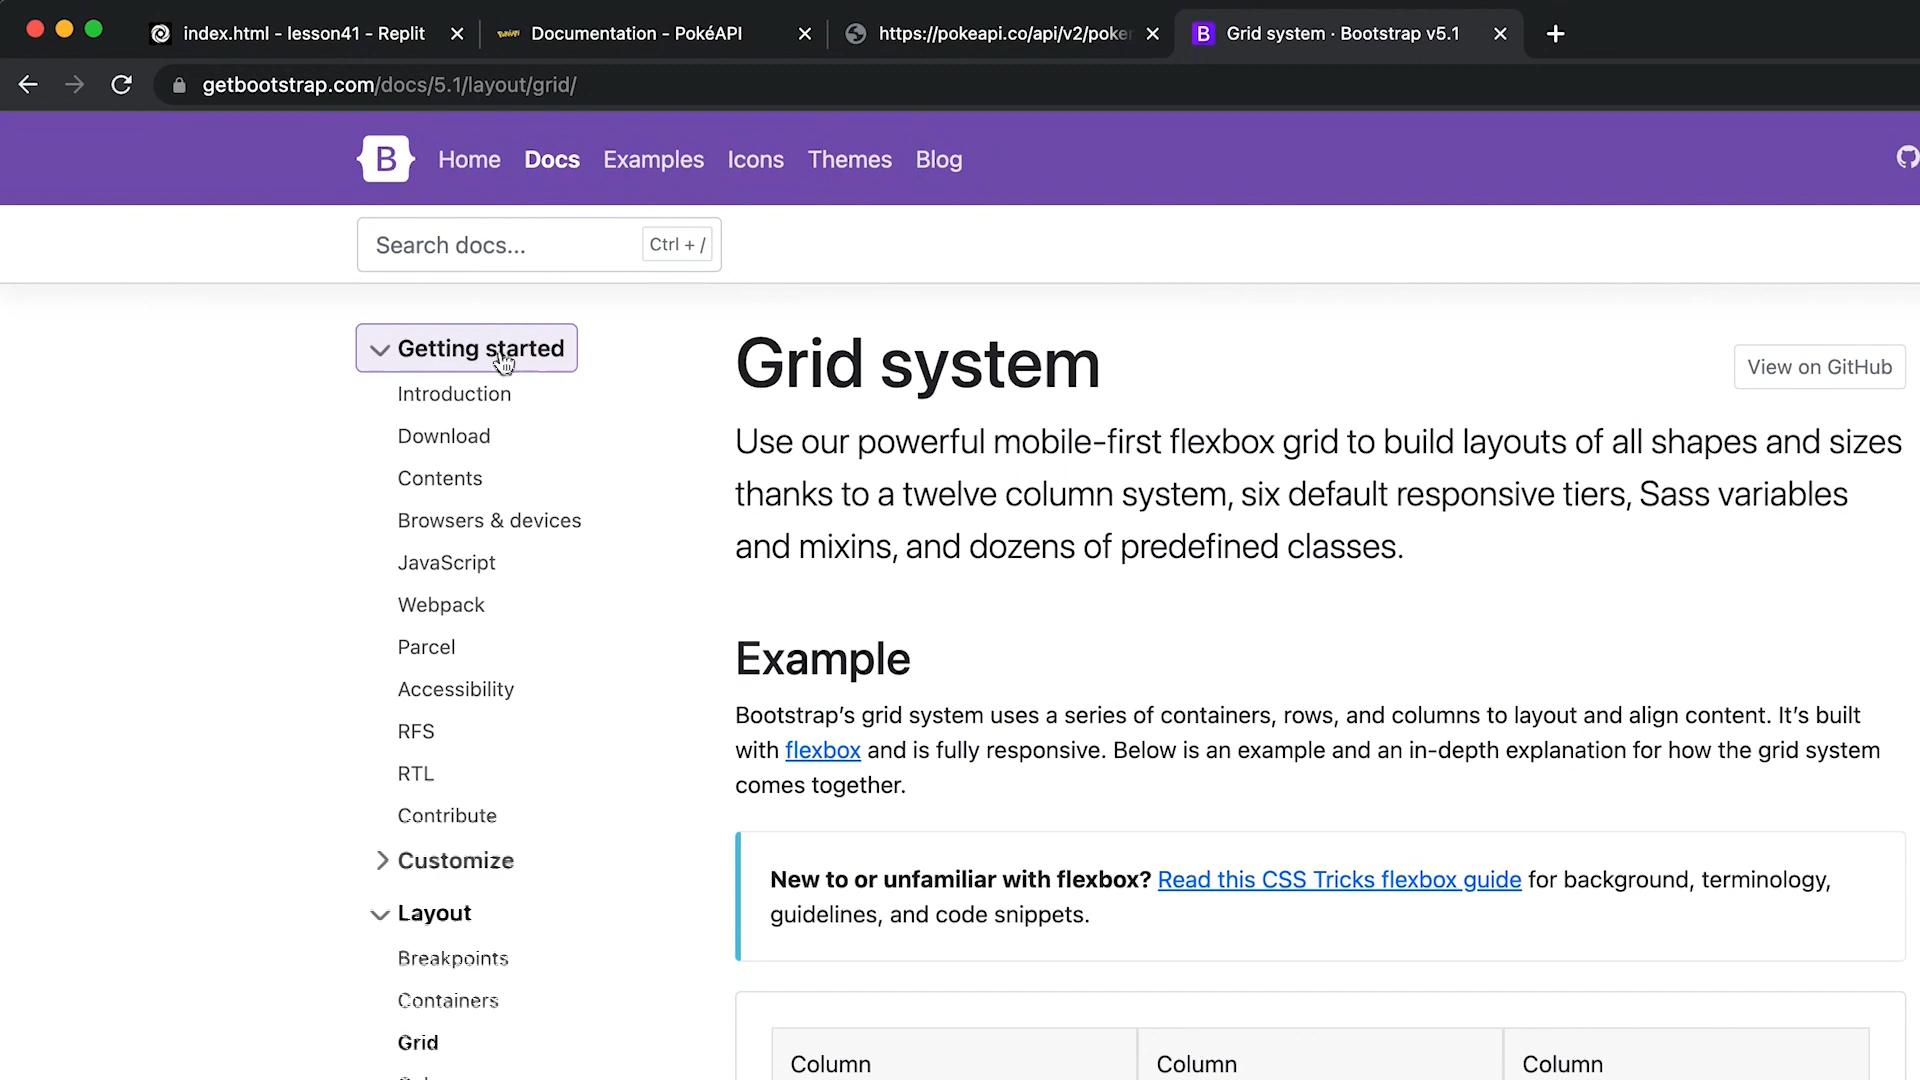 index.html - lesson41 - Replit
Documentation - PokéAPI
https://pokeapi.co/api/v2/poke
Grid system · Bootstrap v5.1
getbootstrap.com/docs/5.1/layout/grid/
B Home Docs Examples Icons Themes Blog
Search docs... Ctrl + /
Getting started
Introduction
Download
Contents
Browsers & devices
JavaScript
Webpack
Parcel
Accessibility
RFS
RTL
Contribute
Customize
Layout
Breakpoints
Containers
Grid
Grid system
View on GitHub
Use our powerful mobile-first flexbox grid to build layouts of all shapes and sizes
thanks to a twelve column system, six default responsive tiers, Sass variables
and mixins, and dozens of predefined classes.
Example
Bootstrap’s grid system uses a series of containers, rows, and columns to layout and align content. It’s built
with flexbox and is fully responsive. Below is an example and an in-depth explanation for how the grid system
comes together.
New to or unfamiliar with flexbox? Read this CSS Tricks flexbox guide for background, terminology,
guidelines, and code snippets.
Column Column Column